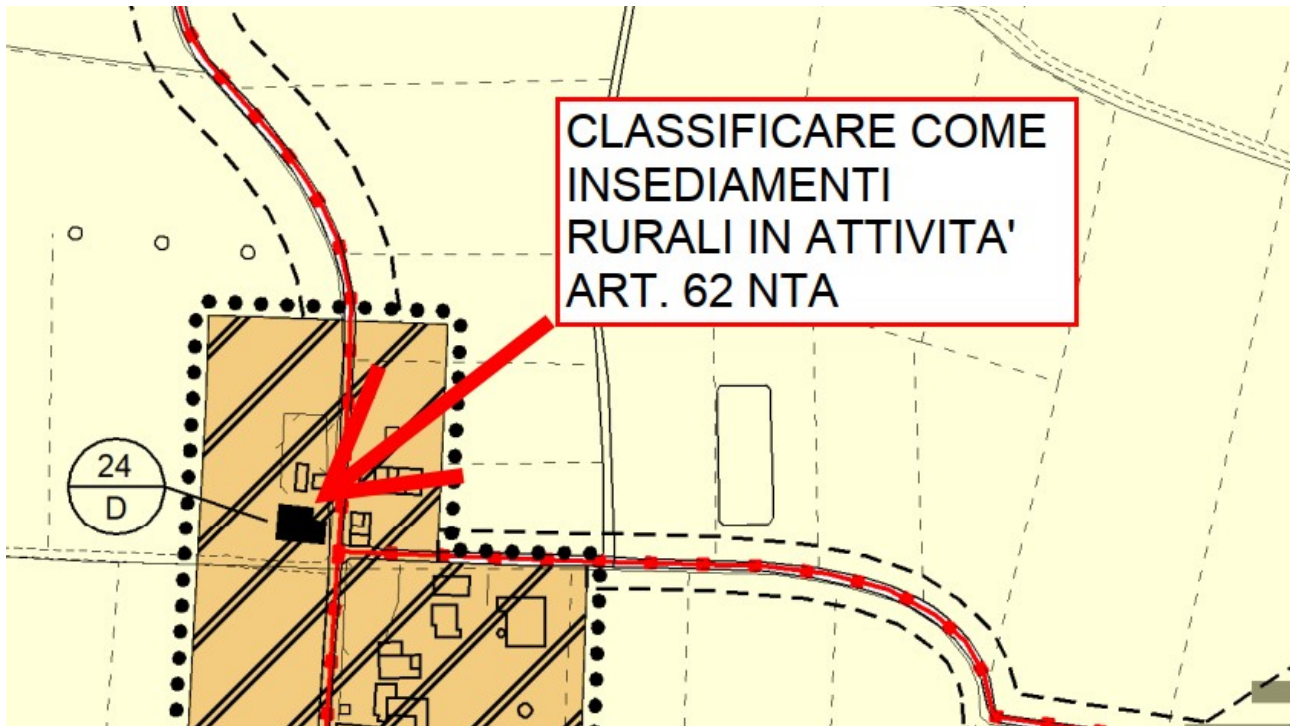 CLASSIFICARE COME
INSEDIAMENTI
RURALI IN ATTIVITA'
ART. 62 NTA
24
D